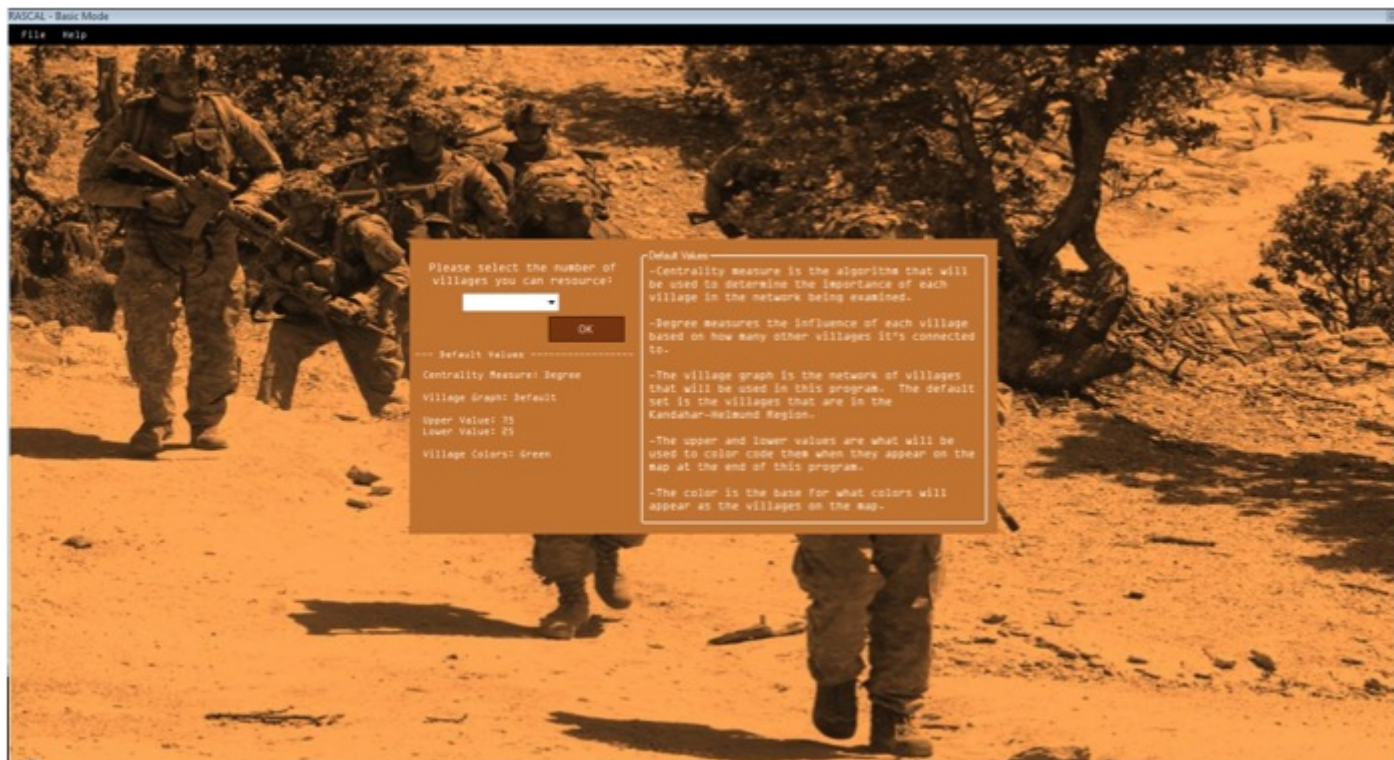 RASCAL - Basic Mode
File Help
Please select the number of
villages you can resource:
OK
--- Default Values ---
Centrality Measure: Degree
Village Graph: Default
Upper Value: 75
Lower Value: 25
Village Colors: Green
Default Values
-Centrality measure is the algorithm that will
be used to determine the importance of each
village in the network being examined.
-Degree measures the influence of each village
based on how many other villages it's connected
to.
-The village graph is the network of villages
that will be used in this program. The default
set is the villages that are in the
Kandahar-Helmund Region.
-The upper and lower values are what will be
used to color code them when they appear on the
map at the end of this program.
-The color is the base for what colors will
appear as the villages on the map.